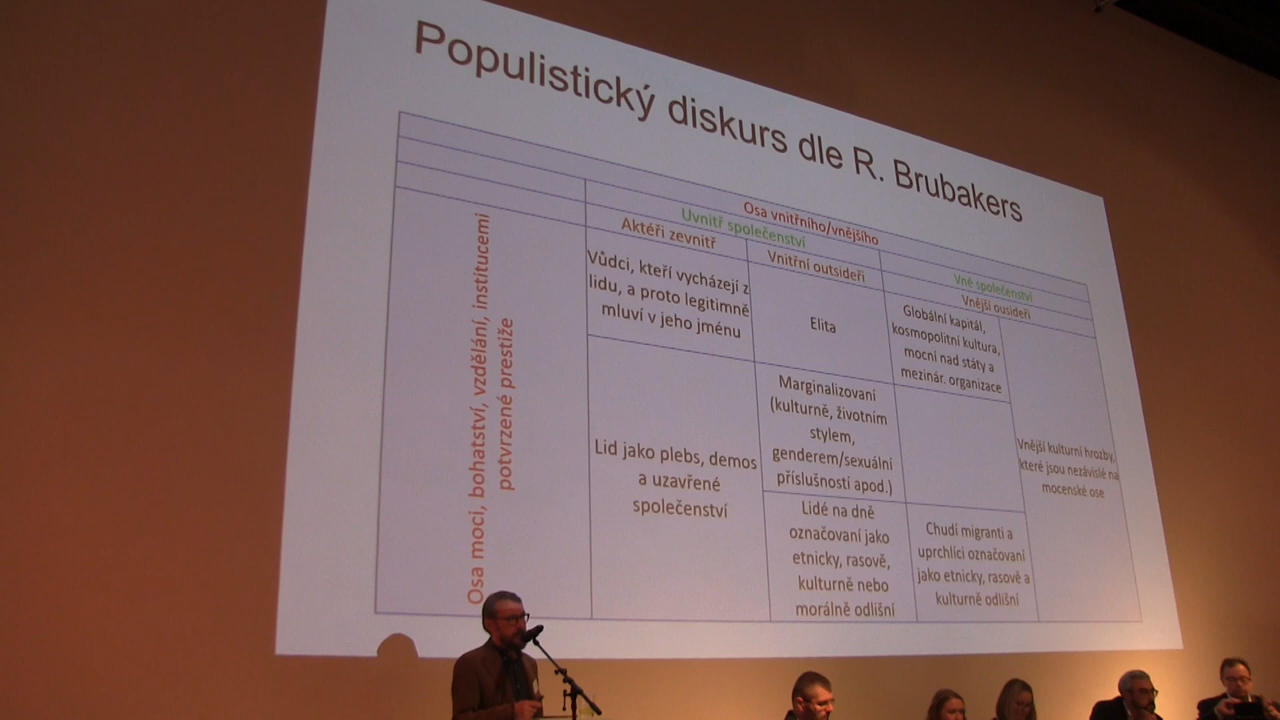 Populistický diskurs dle R. Brubakers
Osa vnitřního/vnějšího
Uvnitř společenství
Vně společenství
Aktéři zevnitř
Vnitřní outsideři
Vnější ousideři
Osa moci, bohatství, vzdělání, institucemi
potvrzené prestiže
Vůdci, kteří vycházejí z
lidu, a proto legitimně
mluví v jeho jménu
Elita
Globální kapitál,
kosmopolitní kultura,
mocní nad státy a
mezinár. organizace
Lid jako plebs, demos
a uzavřené
společenství
Marginalizovaní
(kulturně, životním
stylem,
genderem/sexuální
příslušností apod.)
Vnější kulturní hrozby,
které jsou nezávislé na
mocenské ose
Lidé na dně
označovaní jako
etnicky, rasově,
kulturně nebo
morálně odlišní
Chudí migranti a
uprchlíci označovaní
jako etnicky, rasově a
kulturně odlišní